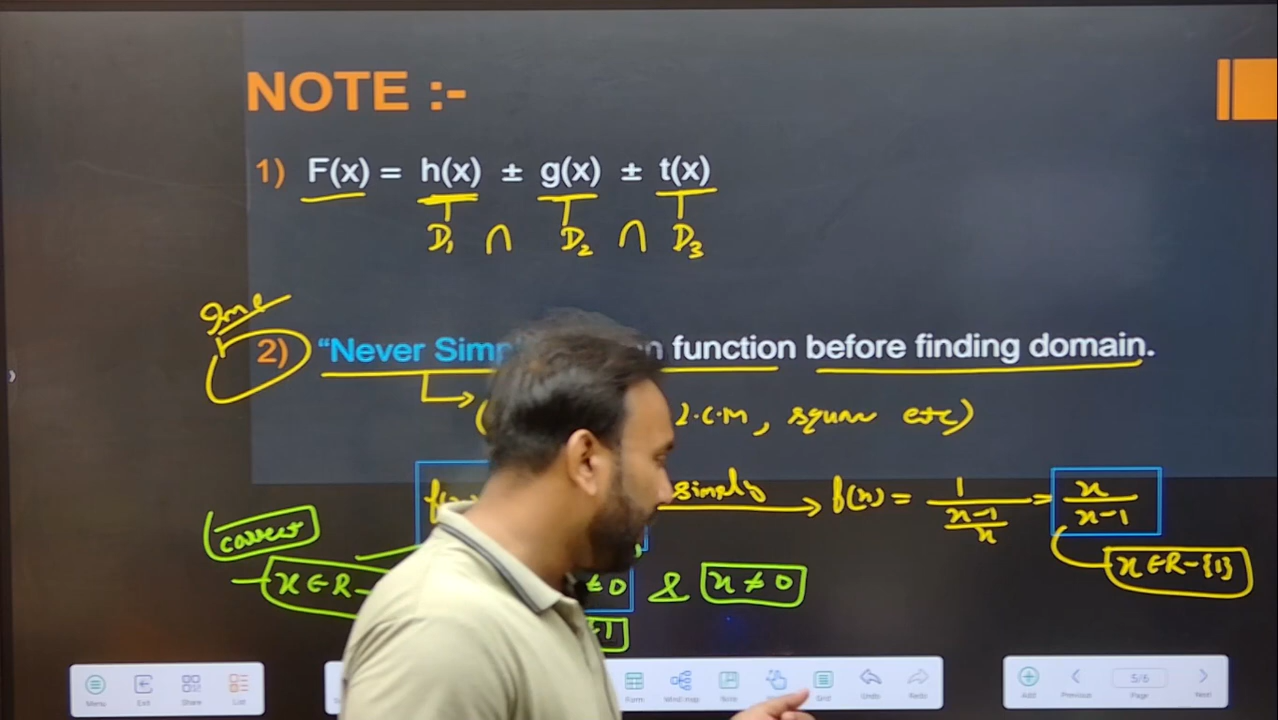 NOTE :-
1) F(x) = h(x) ± g(x) ± t(x)
D₁ ∩ D₂ ∩ D₃
Imp
2) “Never function before finding domain.
( L.C.M, square etc)
simplify f(x) = 1/((x-1)/x) = x/(x-1)
correct
x ∈ R- ≠ 0 & x ≠ 0 x ∈ R-{1}
Menu Exit Share List Form Mind map Note Grid Undo Redo Add Previous 5/6 Page Next